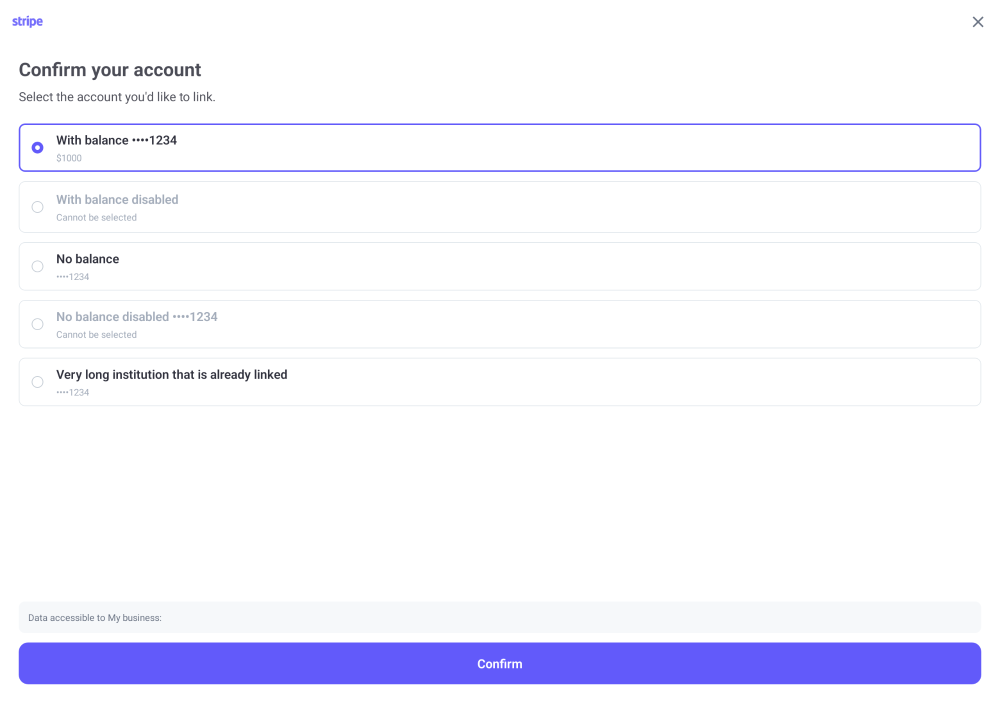 stripe
Confirm your account
Select the account you'd like to link.
With balance ••••1234
$1000
With balance disabled
Cannot be selected
No balance
••••1234
No balance disabled ••••1234
Cannot be selected
Very long institution that is already linked
••••1234
Data accessible to My business:
Confirm